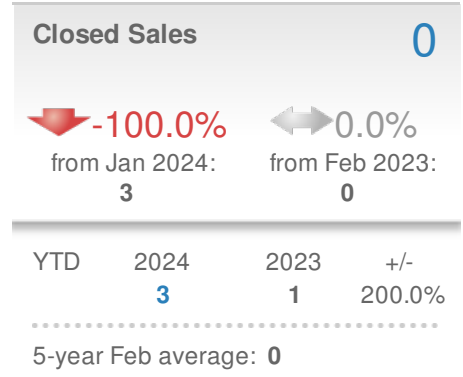 Closed Sales 0
-100.0% 0.0%
from Jan 2024: from Feb 2023:
3 0
YTD 2024 2023 +/-
3 1 200.0%
5-year Feb average: 0